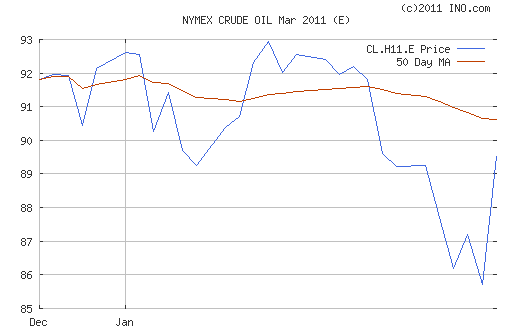 (c)2011 INO.com
NYMEX CRUDE OIL Mar 2011 (E)
93
CL.H11.E Price
50 Day MA
92
91
90
89
88
87
86
85
Dec
Jan